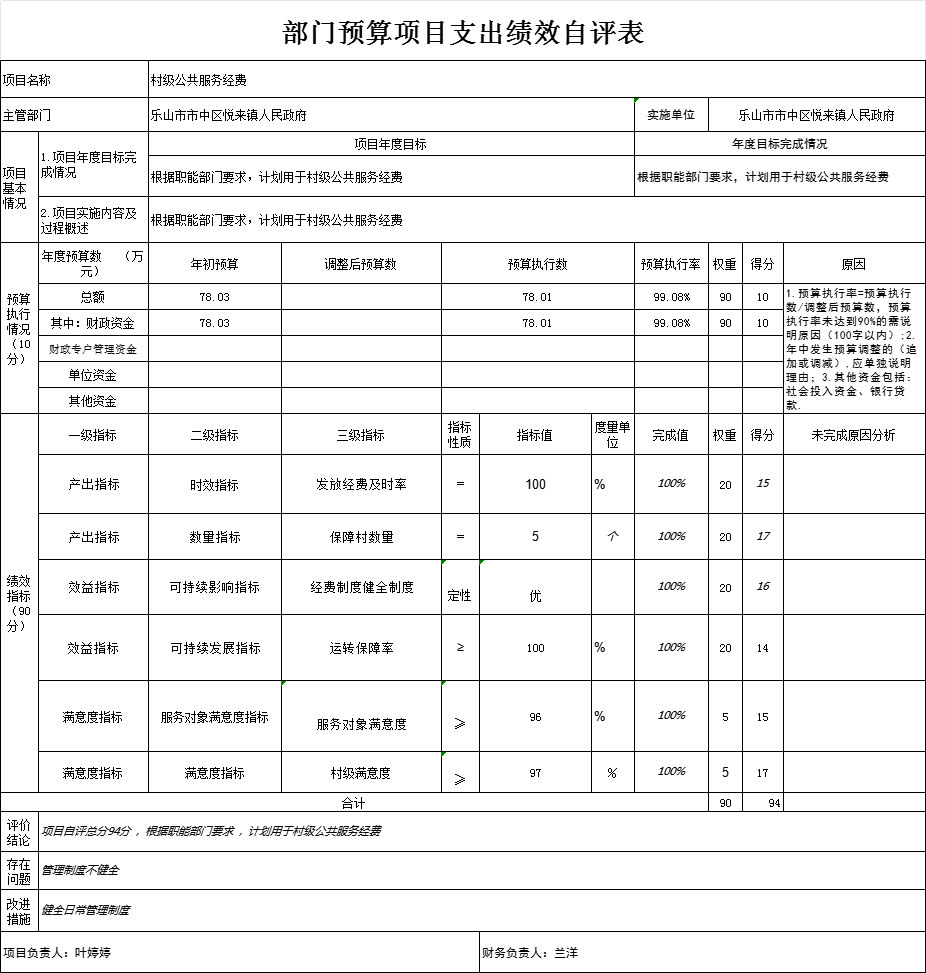 部门预算项目支出绩效自评表
项目名称 村级公共服务经费
主管部门 乐山市市中区悦来镇人民政府 实施单位 乐山市市中区悦来镇人民政府
项目基本情况
1.项目年度目标完成情况
项目年度目标 年度目标完成情况
根据职能部门要求，计划用于村级公共服务经费 根据职能部门要求，计划用于村级公共服务经费
2.项目实施内容及过程概述
根据职能部门要求，计划用于村级公共服务经费
预算执行情况（10分）
年度预算数 （万元） 年初预算 调整后预算数 预算执行数 预算执行率 权重 得分 原因
总额 78.03 78.01 99.08% 90 10
其中：财政资金 78.03 78.01 99.08% 90 10
财政专户管理资金
单位资金
其他资金
1.预算执行率=预算执行
数/调整后预算数，预算
执行率未达到90%的需说
明原因（100字以内）;2.
年中发生预算调整的（追
加或调减）,应单独说明
理由；3.其他资金包括：
社会投入资金、银行贷
款.
绩效指标（90分）
一级指标 二级指标 三级指标 指标性质 指标值 度量单位 完成值 权重 得分 未完成原因分析
产出指标 时效指标 发放经费及时率 = 100 % 100% 20 15
产出指标 数量指标 保障村数量 = 5 个 100% 20 17
效益指标 可持续影响指标 经费制度健全制度 定性 优 100% 20 16
效益指标 可持续发展指标 运转保障率 ≥ 100 % 100% 20 14
满意度指标 服务对象满意度指标 服务对象满意度 ⩾ 96 % 100% 5 15
满意度指标 满意度指标 村级满意度 ⩾ 97 % 100% 5 17
合计 90 94
评价结论 项目自评总分94分，根据职能部门要求，计划用于村级公共服务经费
存在问题 管理制度不健全
改进措施 健全日常管理制度
项目负责人：叶婷婷 财务负责人：兰洋